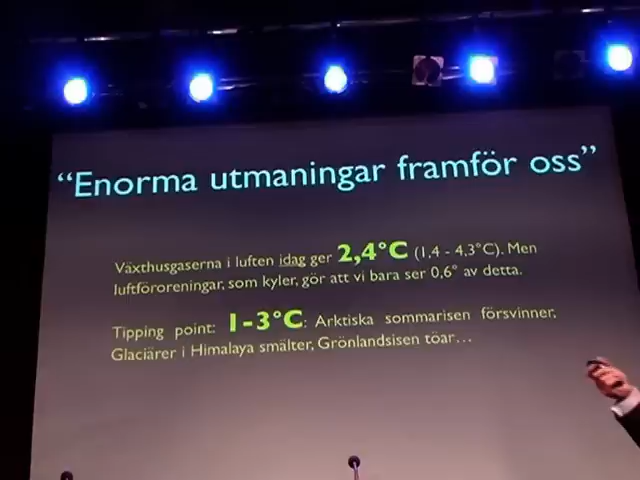 “Enorma utmaningar framför oss”
Växthusgaserna i luften idag ger 2,4°C (1,4 - 4,3°C). Men
luftföroreningar, som kyler, gör att vi bara ser 0,6° av detta.
Tipping point: 1-3°C: Arktiska sommarisen försvinner,
Glaciärer i Himalaya smälter, Grönlandsisen töar…